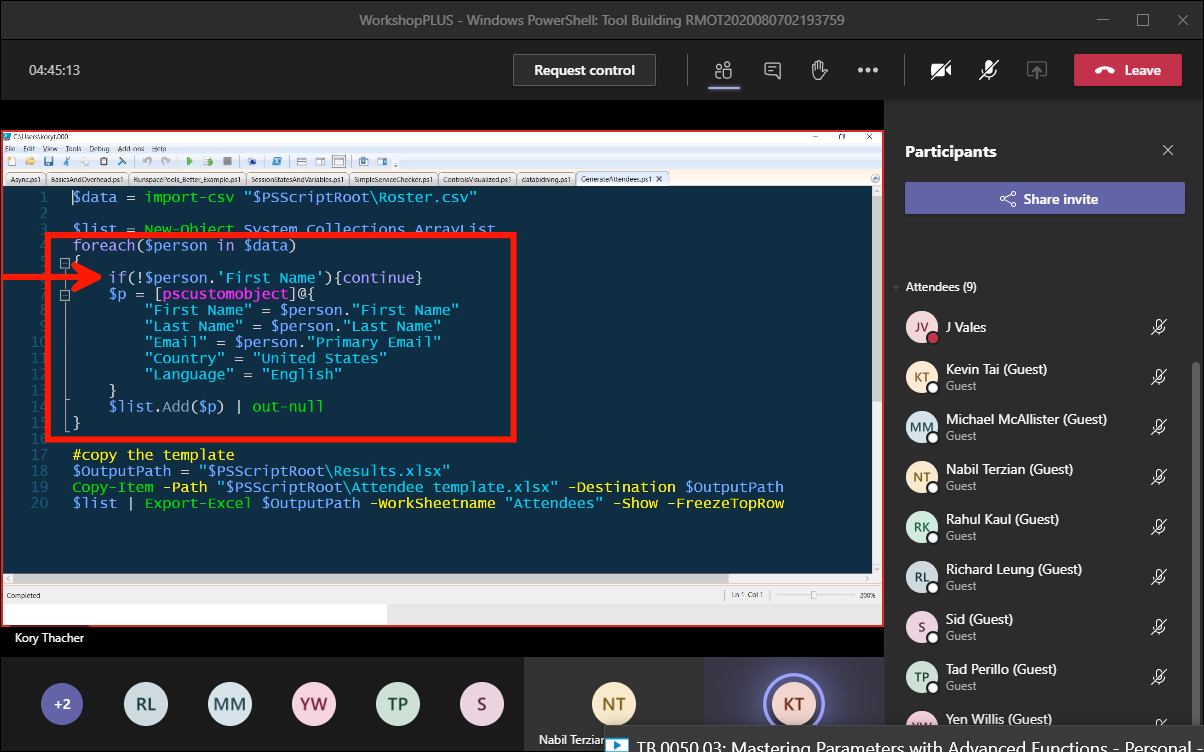 WorkshopPLUS - Windows PowerShell: Tool Building RMOT2020080702193759
04:45:13
Request control
Leave
C:\Users\koryt.000
File Edit View Tools Debug Add-ons Help
Async.ps1 BasicsAndOverhead.ps1 RunspacePools_Better_Example.ps1 SessionStatesAndVariables.ps1 SimpleServiceChecker.ps1 ControlsVisualized.ps1 databidining.ps1 GenerateAttendees.ps1 X
1 $data = import-csv "$PSScriptRoot\Roster.csv"
2
$list = New-Object System.Collections.ArrayList
foreach($person in $data)
{
if(!$person.'First Name'){continue}
$p = [pscustomobject]@{
"First Name" = $person."First Name"
"Last Name" = $person."Last Name"
10 "Email" = $person."Primary Email"
11 "Country" = "United States"
12 "Language" = "English"
13 }
14 $list.Add($p) | out-null
15 }
16
17 #copy the template
18 $OutputPath = "$PSScriptRoot\Results.xlsx"
19 Copy-Item -Path "$PSScriptRoot\Attendee template.xlsx" -Destination $OutputPath
20 $list | Export-Excel $OutputPath -WorkSheetname "Attendees" -Show -FreezeTopRow
Completed
Ln 1 Col 1
200%
Kory Thacher
+2
RL
MM
YW
TP
S
NT
KT
Nabil Terzian
Participants
Share invite
Attendees (9)
JV J Vales
KT Kevin Tai (Guest)
Guest
MM Michael McAllister (Guest)
Guest
NT Nabil Terzian (Guest)
Guest
RK Rahul Kaul (Guest)
Guest
RL Richard Leung (Guest)
Guest
S Sid (Guest)
Guest
TP Tad Perillo (Guest)
Guest
YW Yen Willis (Guest)
TB 0050.03: Mastering Parameters with Advanced Functions - Personal -